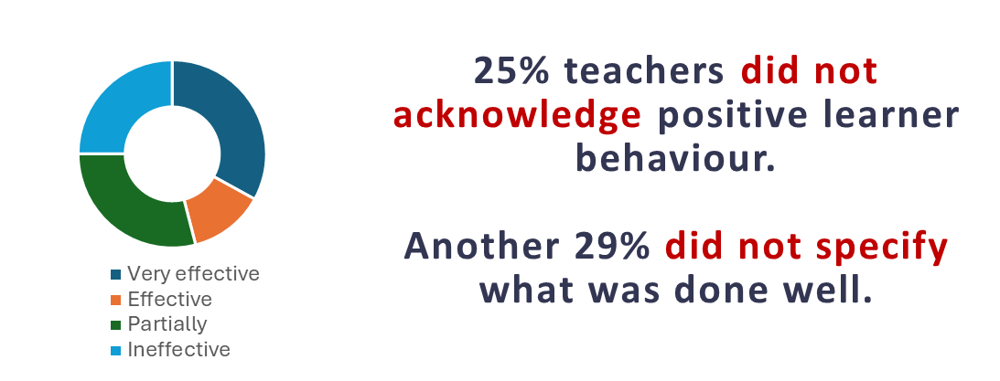 Very effective
Effective
Partially
Ineffective
25% teachers did not
acknowledge positive learner
behaviour.
Another 29% did not specify
what was done well.